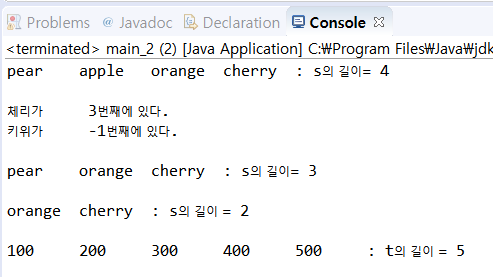 Problems @ Javadoc Declaration Console
<terminated> main_2 (2) [Java Application] C:₩Program Files₩Java₩jdk
pear apple orange cherry : s의 길이= 4
체리가 3번째에 있다.
키위가 -1번째에 있다.
pear orange cherry : s의 길이= 3
orange cherry : s의 길이 = 2
100 200 300 400 500 : t의 길이 = 5